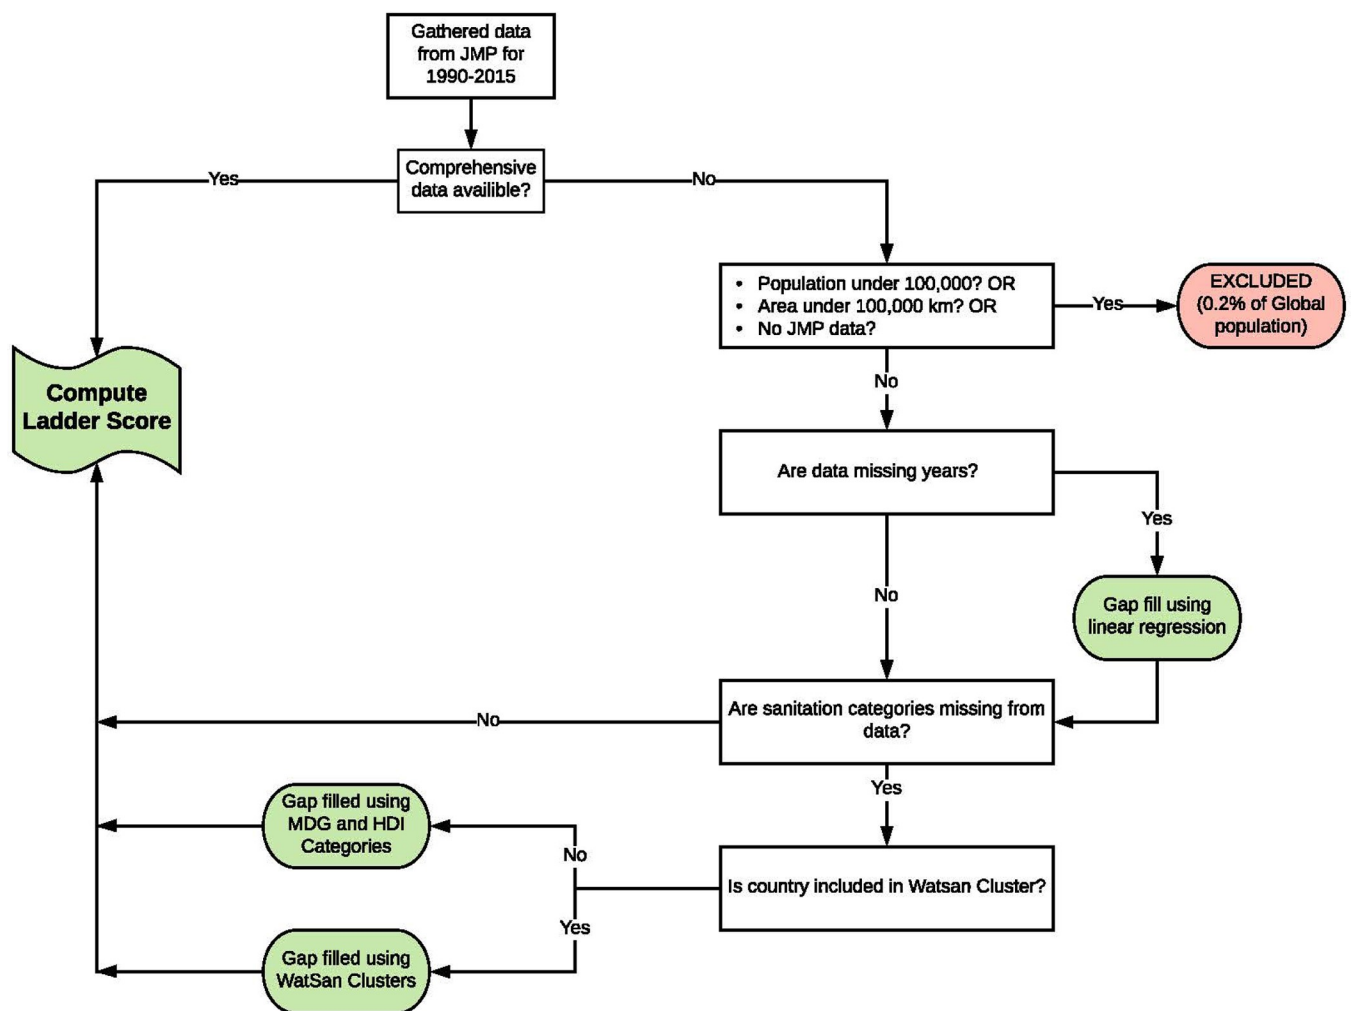 Gathered data
from JMP for
1990-2015
Comprehensive
data availible?
Yes
No
• Population under 100,000? OR
• Area under 100,000 km? OR
• No JMP data?
Yes
EXCLUDED
(0.2% of Global
population)
No
Compute
Ladder Score
Are data missing years?
Yes
No
Gap fill using
linear regression
Are sanitation categories missing from
data?
No
Yes
Gap filled using
MDG and HDI
Categories
No
Is country included in Watsan Cluster?
Yes
Gap filled using
WatSan Clusters